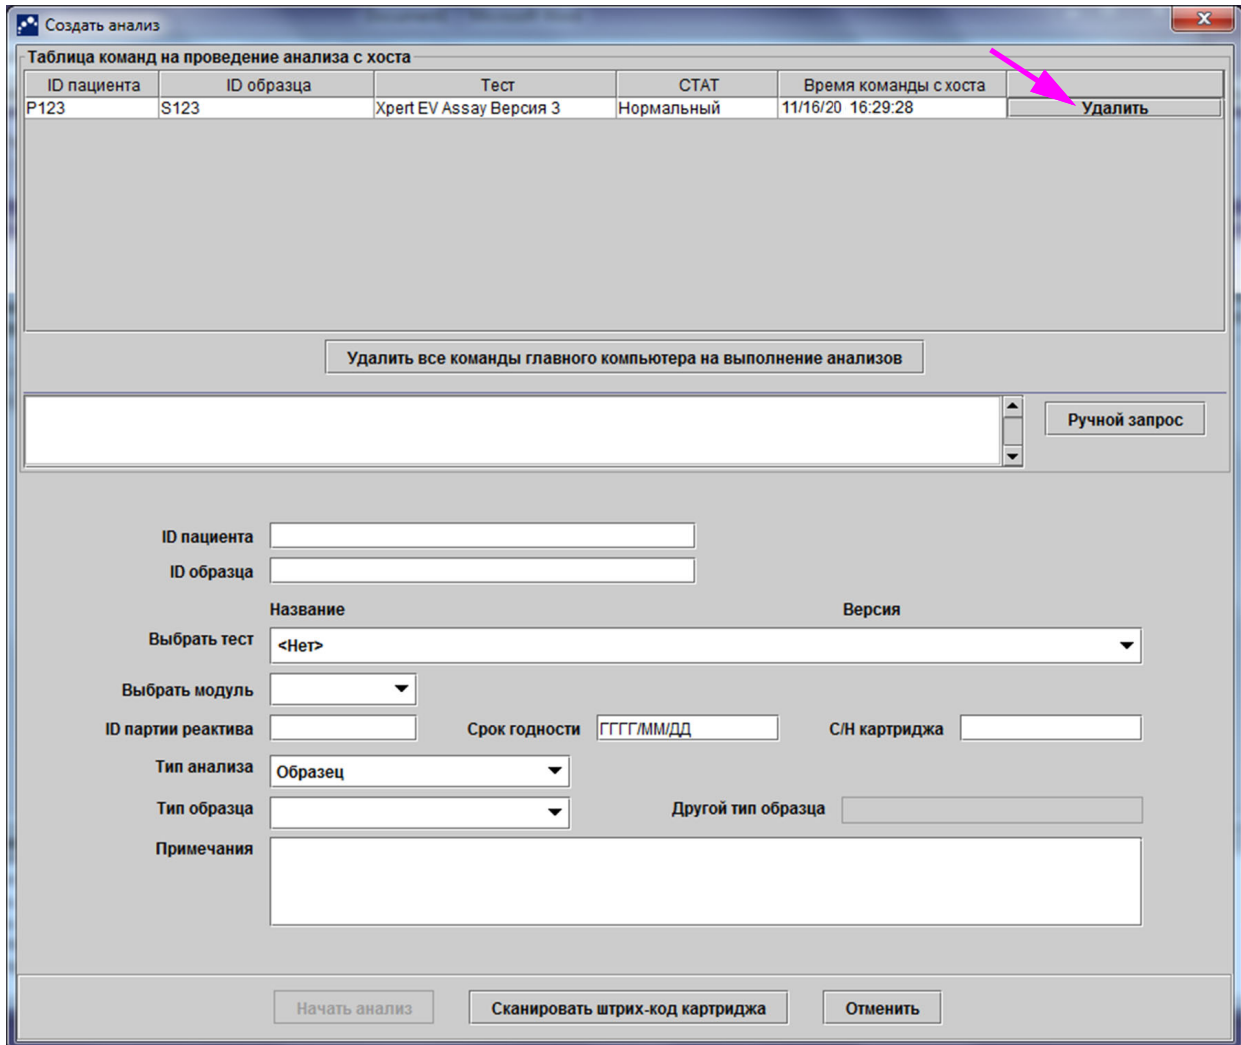 Создать анализ
Таблица команд на проведение анализа с хоста
ID пациента ID образца Тест СТАТ Время команды с хоста
P123 S123 Xpert EV Assay Версия 3 Нормальный 11/16/20 16:29:28 Удалить
Удалить все команды главного компьютера на выполнение анализов
Ручной запрос
ID пациента
ID образца
Название Версия
Выбрать тест <Нет>
Выбрать модуль
ID партии реактива Срок годности ГГГГ/ММ/ДД С/Н картриджа
Тип анализа Образец
Тип образца Другой тип образца
Примечания
Начать анализ Сканировать штрих-код картриджа Отменить